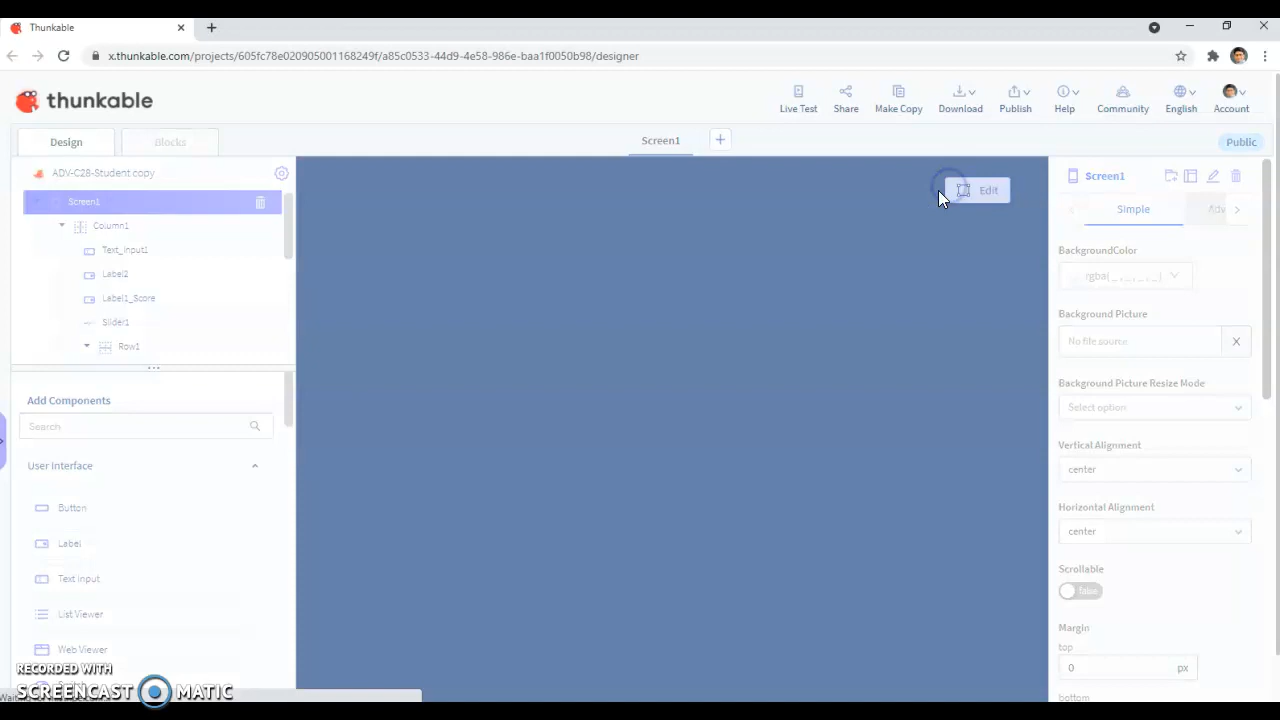 Thunkable
x.thunkable.com/projects/605fc78e020905001168249f/a85c0533-44d9-4e58-986e-baa1f0050b98/designer
thunkable
Live Test
Share
Make Copy
Download
Publish
Help
Community
English
Account
Design
Blocks
Screen1
Public
ADV-C28-Student copy
Screen1
Column1
Text_Input1
Label2
Label1_Score
Slider1
Row1
Add Components
Search
User Interface
Button
Label
Text Input
List Viewer
Web Viewer
Edit
Screen1
Simple
Adv
BackgroundColor
rgba(
Background Picture
No file source
Background Picture Resize Mode
Select option
Vertical Alignment
center
Horizontal Alignment
center
Scrollable
false
Margin
top
0
px
bottom
RECORDED WITH
SCREENCAST MATIC